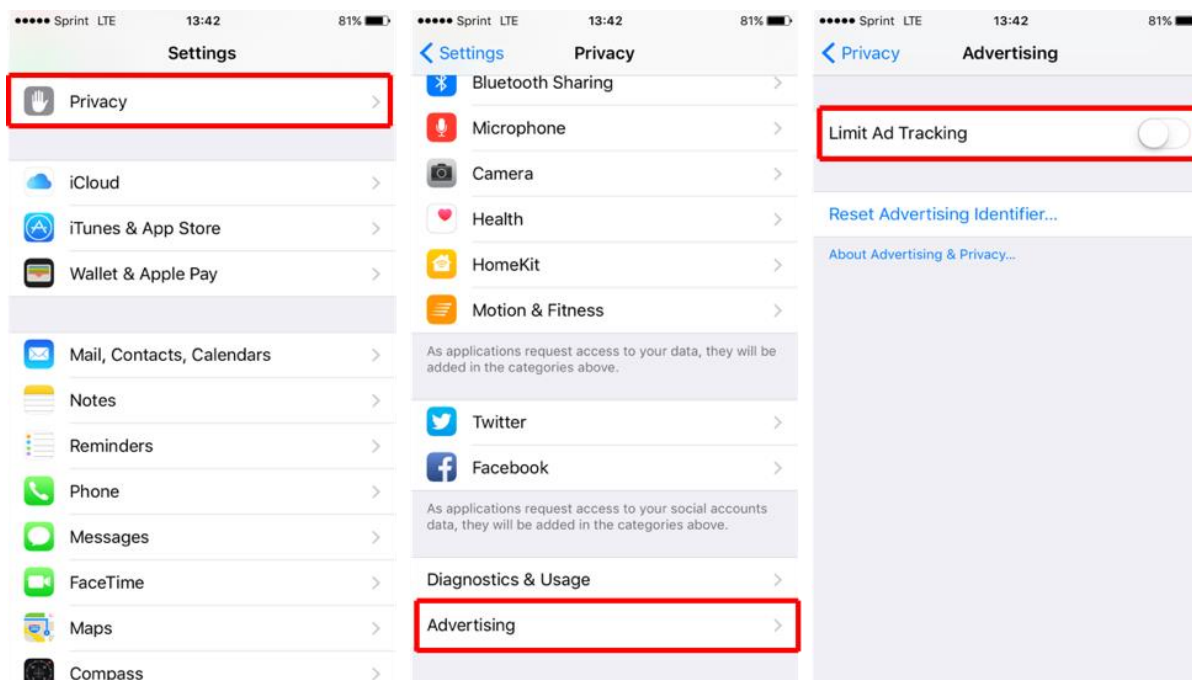 Sprint LTE 13:42 81%
Settings
Privacy
iCloud
iTunes & App Store
Wallet & Apple Pay
Mail, Contacts, Calendars
Notes
Reminders
Phone
Messages
FaceTime
Maps
Compass
Sprint LTE 13:42 81%
Settings Privacy
Bluetooth Sharing
Microphone
Camera
Health
HomeKit
Motion & Fitness
As applications request access to your data, they will be
added in the categories above.
Twitter
Facebook
As applications request access to your social accounts
data, they will be added in the categories above.
Diagnostics & Usage
Advertising
Sprint LTE 13:42 81%
Privacy Advertising
Limit Ad Tracking
Reset Advertising Identifier...
About Advertising & Privacy...